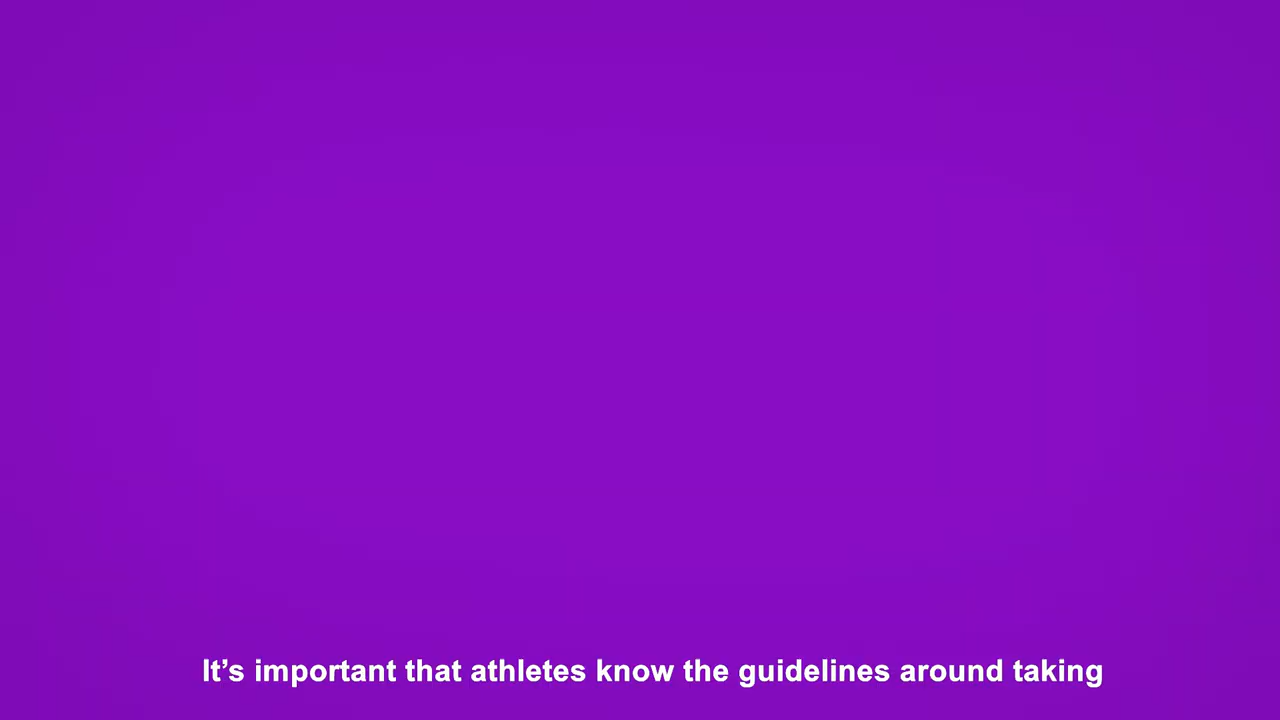 It’s important that athletes know the guidelines around taking